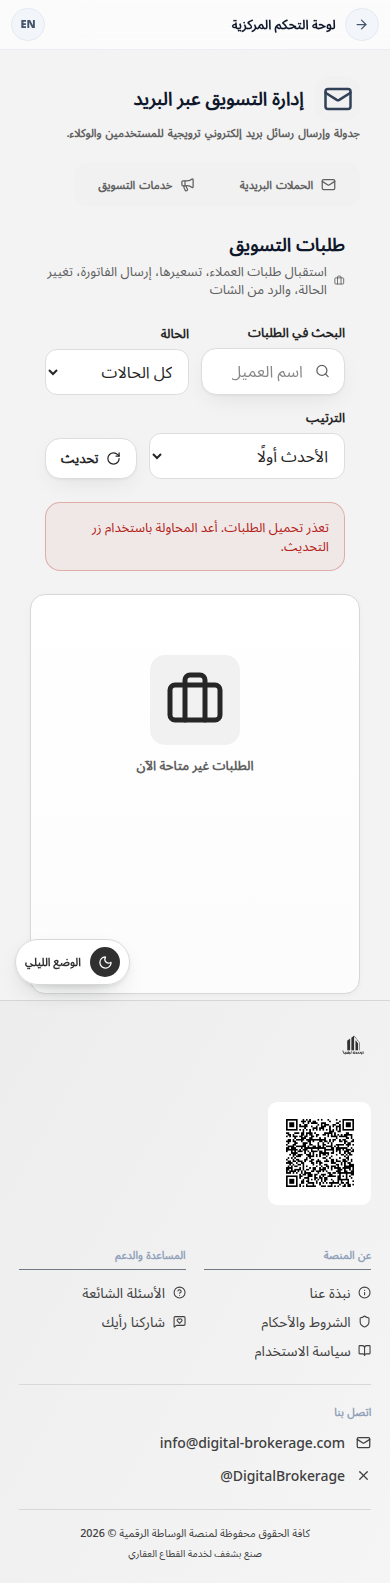 لوحة التحكم المركزية
EN
إدارة التسويق عبر البريد
جدولة وإرسال رسائل بريد إلكتروني ترويجية للمستخدمين والوكلاء.
الحملات البريدية
خدمات التسويق
طلبات التسويق
استقبال طلبات العملاء، تسعيرها، إرسال الفاتورة، تغيير
الحالة، والرد من الشات
البحث في الطلبات
الحالة
اسم العميل
كل الحالات
الترتيب
الأحدث أولًا
تحديث
تعذر تحميل الطلبات. أعد المحاولة باستخدام زر
التحديث.
الطلبات غير متاحة الآن
الوضع الليلي
عن المنصة
المساعدة والدعم
نبذة عنا
الأسئلة الشائعة
الشروط والأحكام
شاركنا رأيك
سياسة الاستخدام
اتصل بنا
info@digital-brokerage.com
@DigitalBrokerage
كافة الحقوق محفوظة لمنصة الوساطة الرقمية © 2026
صنع بشغف لخدمة القطاع العقاري